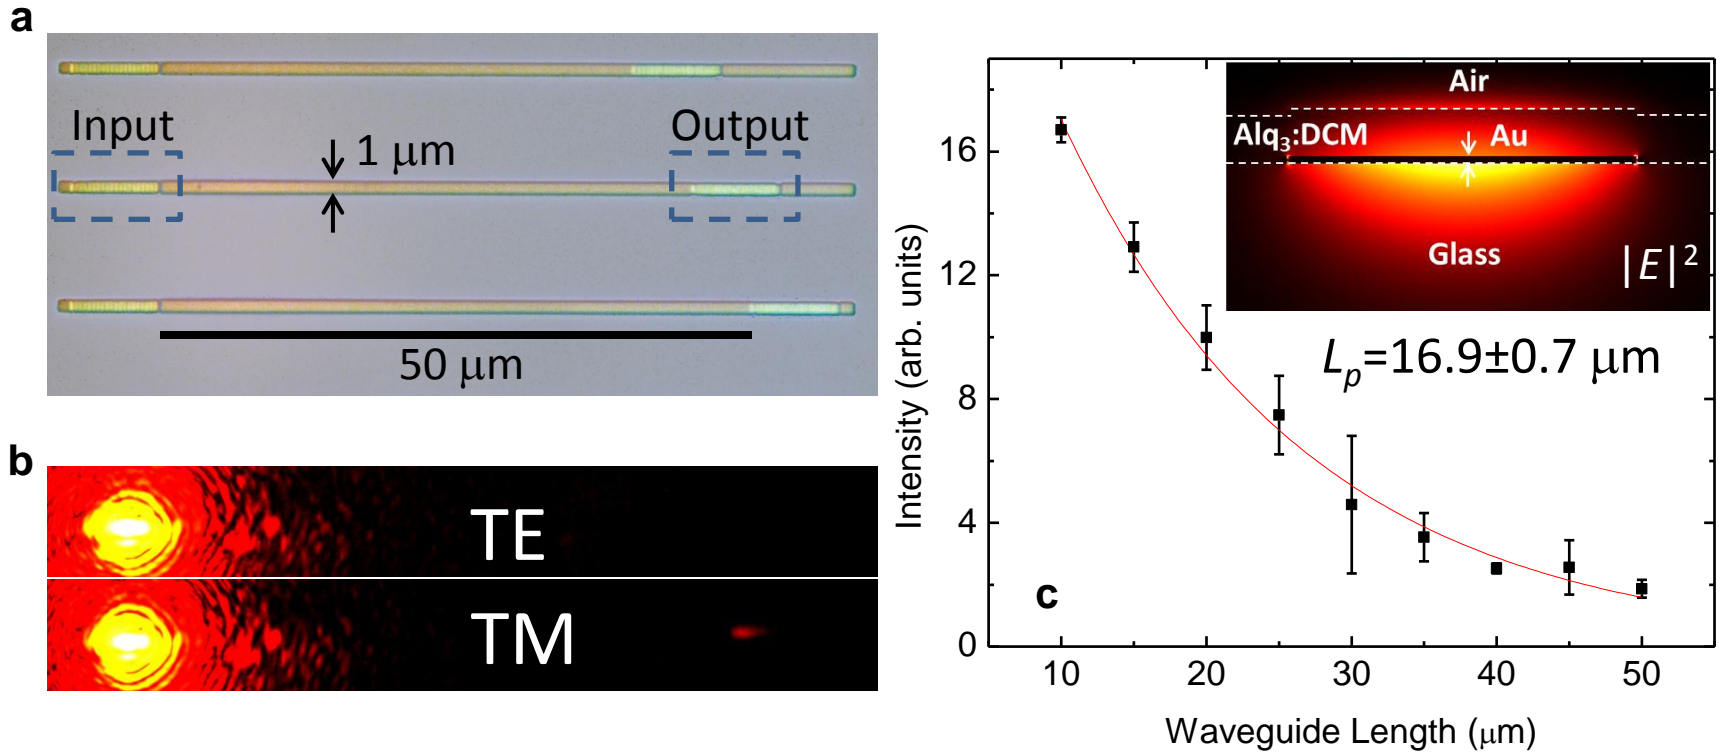 a
Input
Output
1 μm
50 μm
b
TE
TM
Intensity (arb. units)
16
12
8
4
0
Air
Alq₃:DCM
Au
Glass
|E|²
Lₚ=16.9±0.7 μm
c
10
20
30
40
50
Waveguide Length (μm)